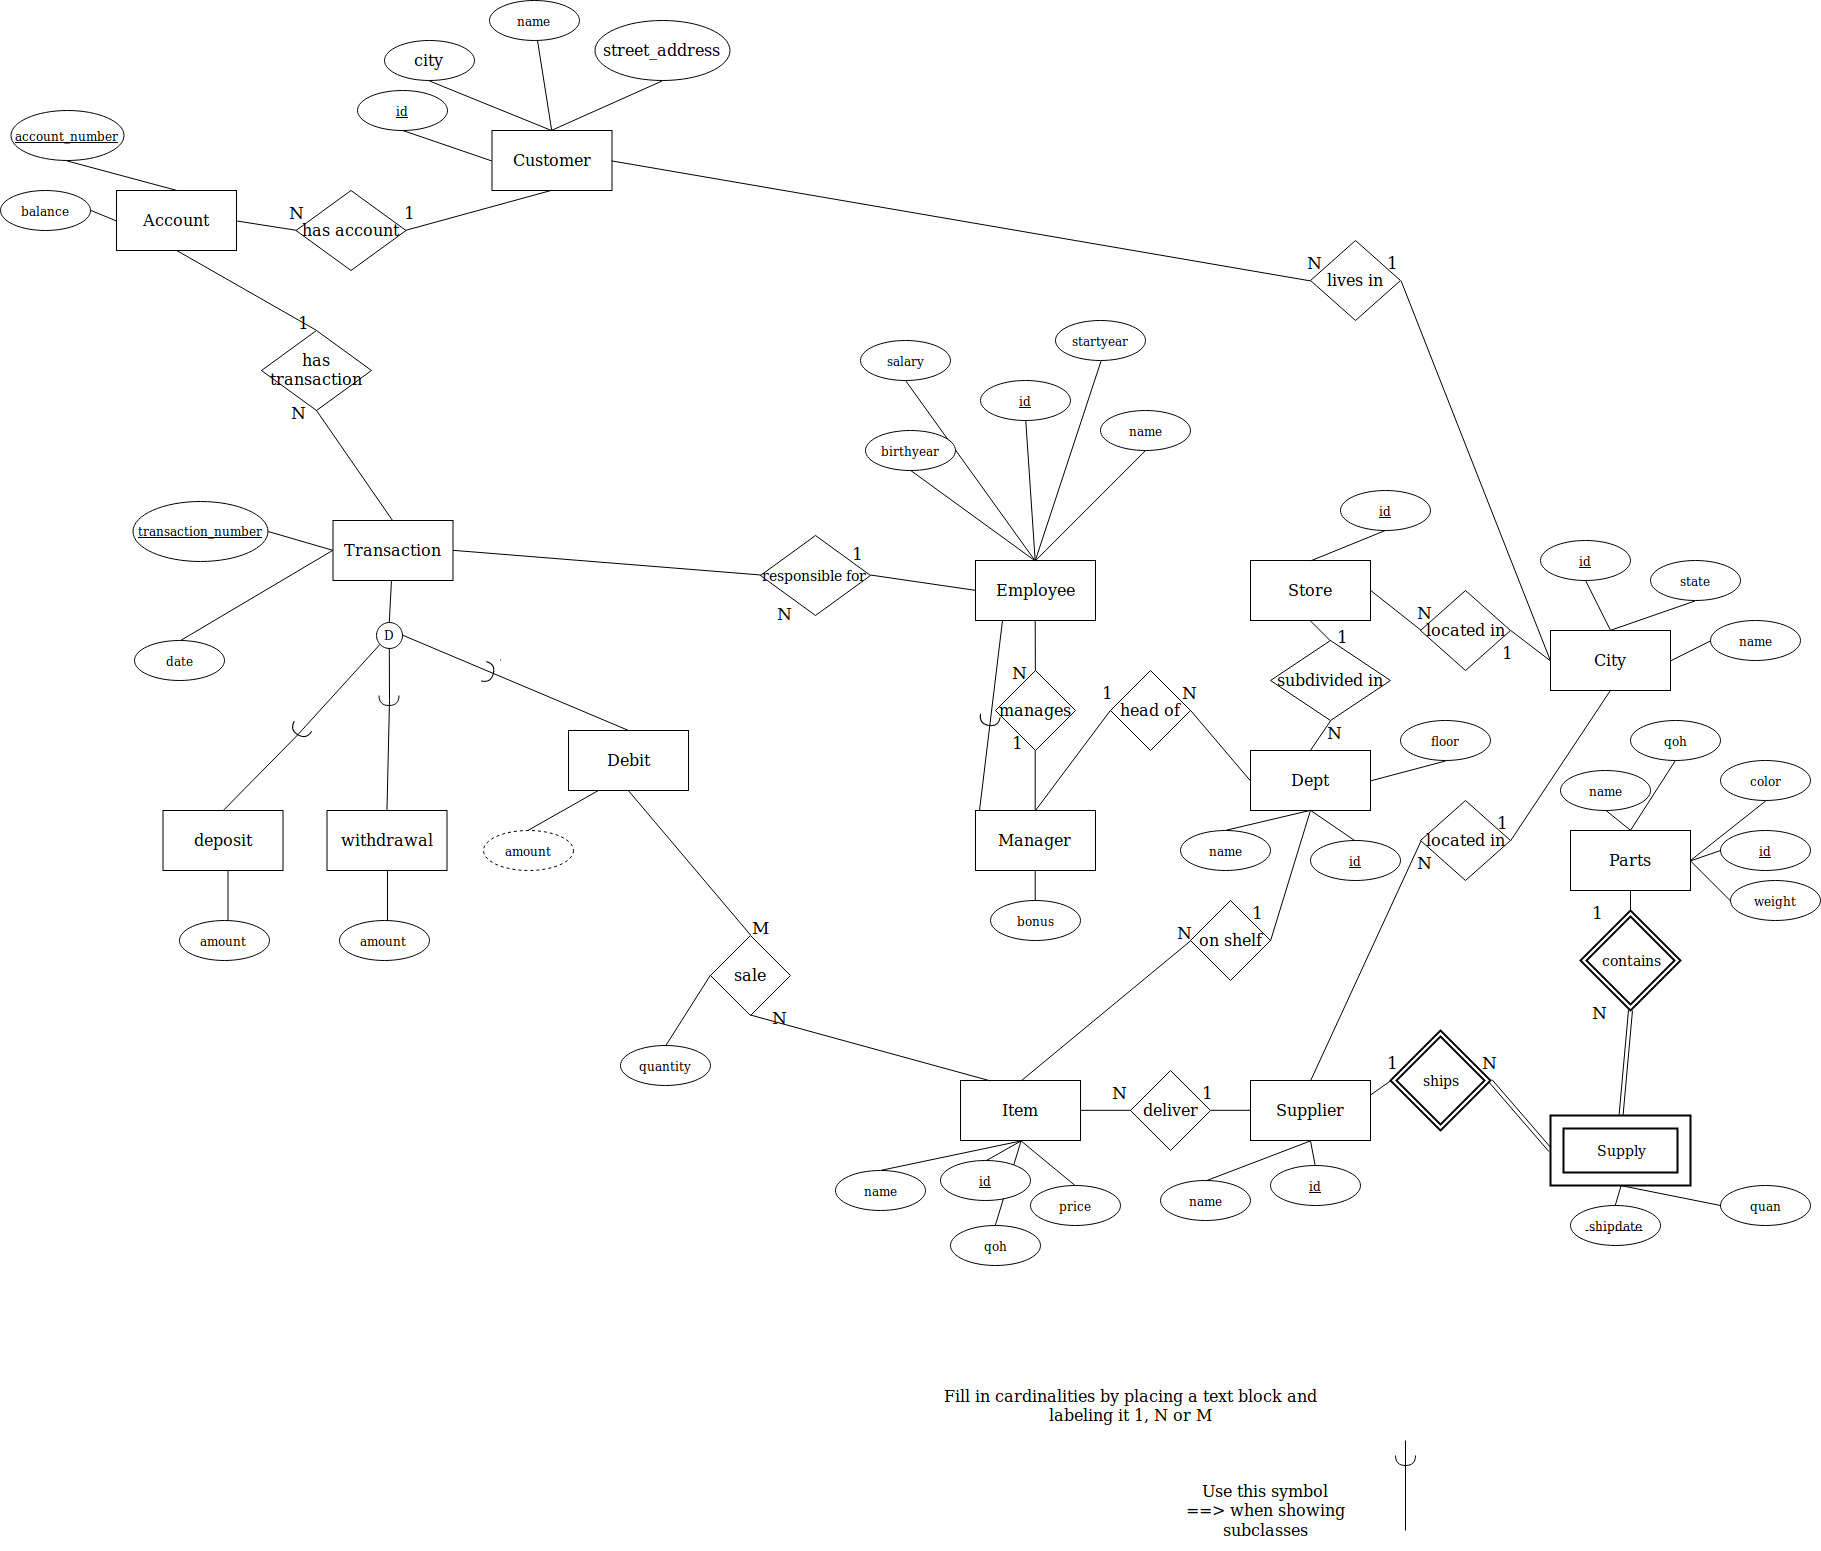 name
street_address
city
id
account_number
Customer
balance
Account
N
has account
1
N
lives in
1
1
has
transaction
N
salary
startyear
id
birthyear
name
transaction_number
Transaction
date
D
responsible for
1
N
Employee
id
Store
N
located in
1
id
state
name
City
1
subdivided in
N
N
manages
1
1
head of
N
Debit
deposit
withdrawal
amount
amount
amount
Manager
bonus
Dept
floor
name
id
1
located in
N
qoh
name
color
Parts
id
weight
1
contains
N
M
sale
N
quantity
N
on shelf
1
Item
N
deliver
1
Supplier
1
ships
N
Supply
name
id
price
qoh
name
id
shipdate
quan
Fill in cardinalities by placing a text block and
labeling it 1, N or M
Use this symbol
==> when showing
subclasses